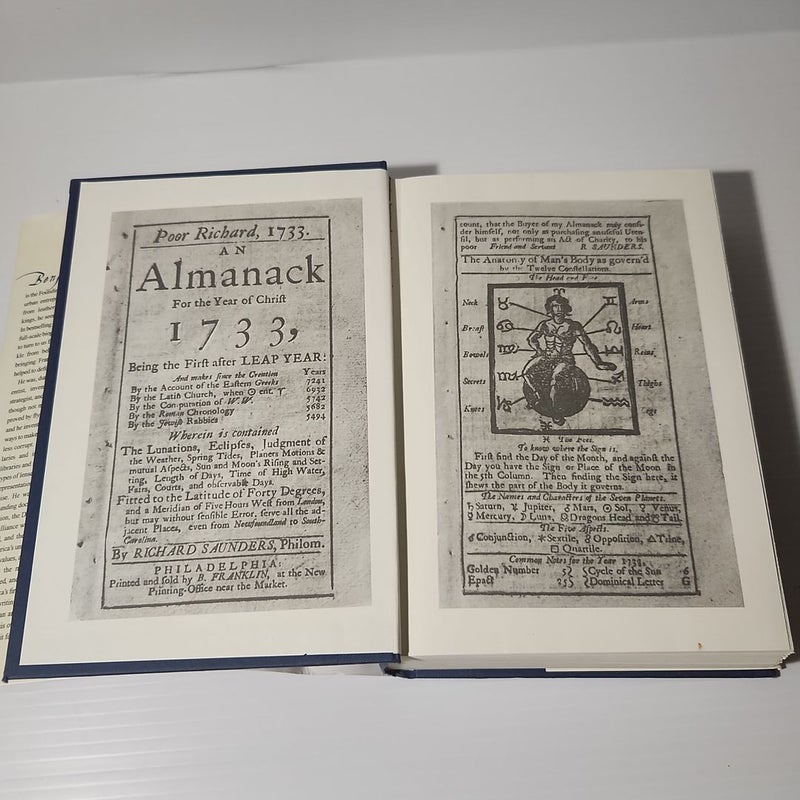 Poor Richard, 1733.
AN
Almanack
For the Year of Christ
1733,
Being the First after LEAP YEAR:
And makes since the Creation Years
By the Account of the Eastern Greeks 7241
By the Latin Church, when ☉ ent. ♈ 6932
By the Computation of W.W. 5742
By the Roman Chronology 5682
By the Jewish Rabbies 5494
Wherein is contained
The Lunations, Eclipses, Judgment of
the Weather, Spring Tides, Planets Motions &
mutual Aspects, Sun and Moon's Rising and Set-
ting, Length of Days, Time of High Water,
Fairs, Courts, and observable Days.
Fitted to the Latitude of Forty Degrees,
and a Meridian of Five Hours West from London,
but may without sensible Error, serve all the ad-
jacent Places, even from Newfoundland to South-
Carolina.
By RICHARD SAUNDERS, Philom.
PHILADELPHIA:
Printed and sold by B. FRANKLIN, at the New
Printing-Office near the Market.
count, that the Buyer of my Almanack may consi-
der himself, not only as purchasing an useful Uten-
sil, but as performing an Act of Charity, to his
poor Friend and Servant R. SAUNDERS.
The Anatomy of Man's Body as govern'd
by the Twelve Constellations.
The Head and Face
Neck ♉ ♊ Arms
Breast ♋ ♌ Heart
Bowels ♍ ♎ Reins
Secrets ♏ ♐ Thighs
Knees ♑ ♒ Legs
♓ The Feet.
To know where the Sign is.
First find the Day of the Month, and against the
Day you have the Sign or Place of the Moon in
the 5th Column. Then finding the Sign here, it
shews the part of the Body it governs.
The Names and Characters of the Seven Planets.
♄ Saturn, ♃ Jupiter, ♂ Mars, ☉ Sol, ♀ Venus,
☿ Mercury, ☽ Luna, ☊ Dragons Head and ☋ Tail.
The Five Aspects.
☌ Conjunction, ⚹ Sextile, ☍ Opposition, △ Trine,
□ Quartile.
Common Notes for the Year 1733.
Golden Number 5 Cycle of the Sun 6
Epact 25 Dominical Letter G